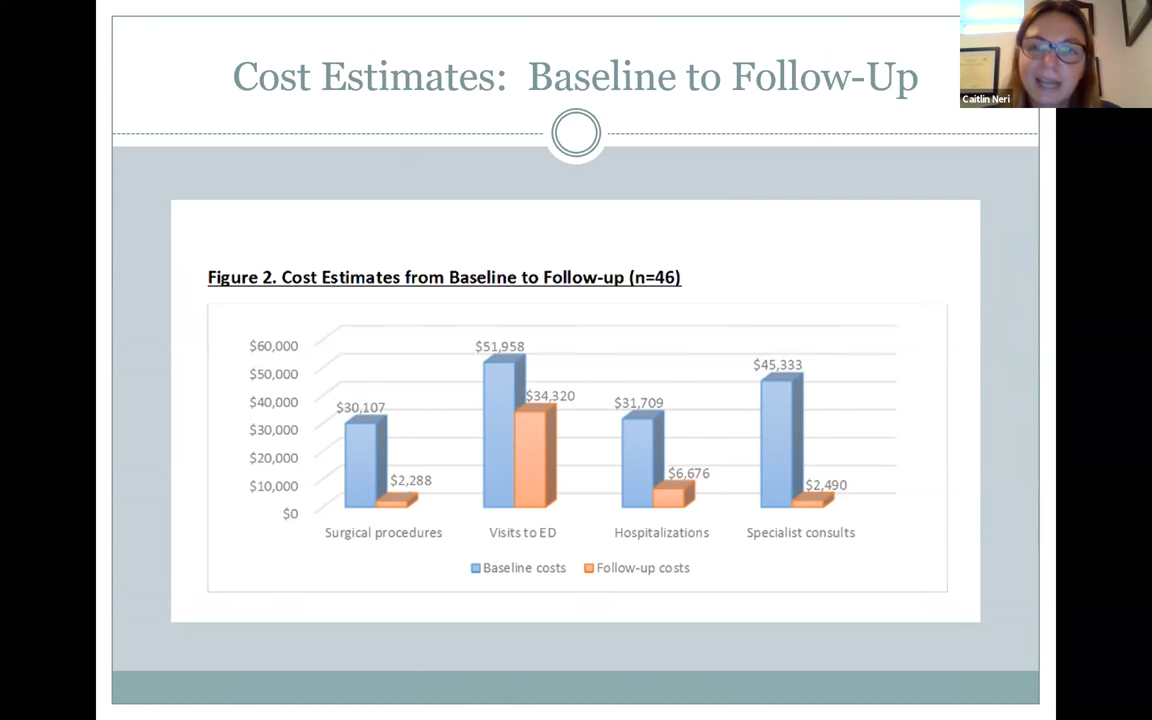 Cost Estimates: Baseline to Follow-Up
Caitlin Neri
Figure 2. Cost Estimates from Baseline to Follow-up (n=46)
$60,000
$50,000
$40,000
$30,000
$20,000
$10,000
$0
$30,107
$2,288
$51,958
$34,320
$31,709
$6,676
$45,333
$2,490
Surgical procedures
Visits to ED
Hospitalizations
Specialist consults
Baseline costs
Follow-up costs